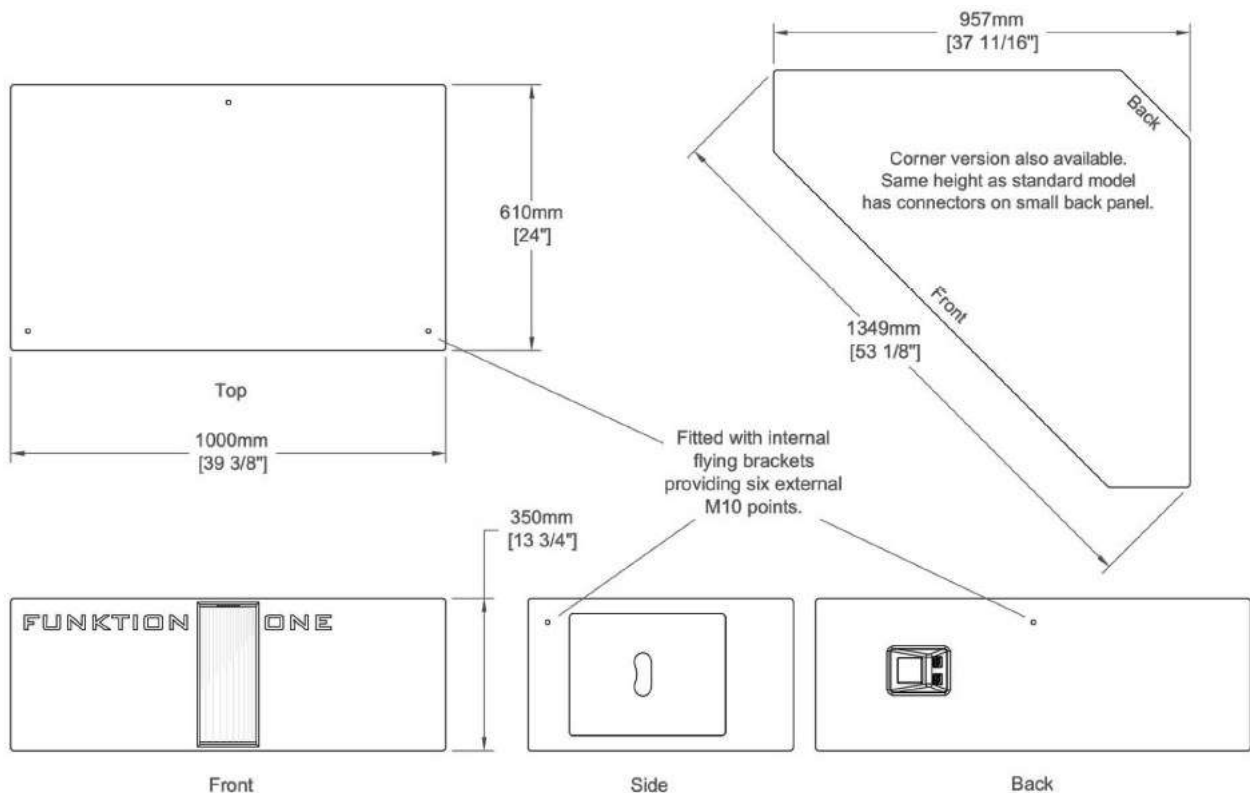 957mm
[37 11/16"]
Back
Corner version also available.
Same height as standard model
has connectors on small back panel.
610mm
[24"]
Front
1349mm
[53 1/8"]
Top
1000mm
[39 3/8"]
Fitted with internal
flying brackets
providing six external
M10 points.
350mm
[13 3/4"]
FUNKTION ONE
Front
Side
Back